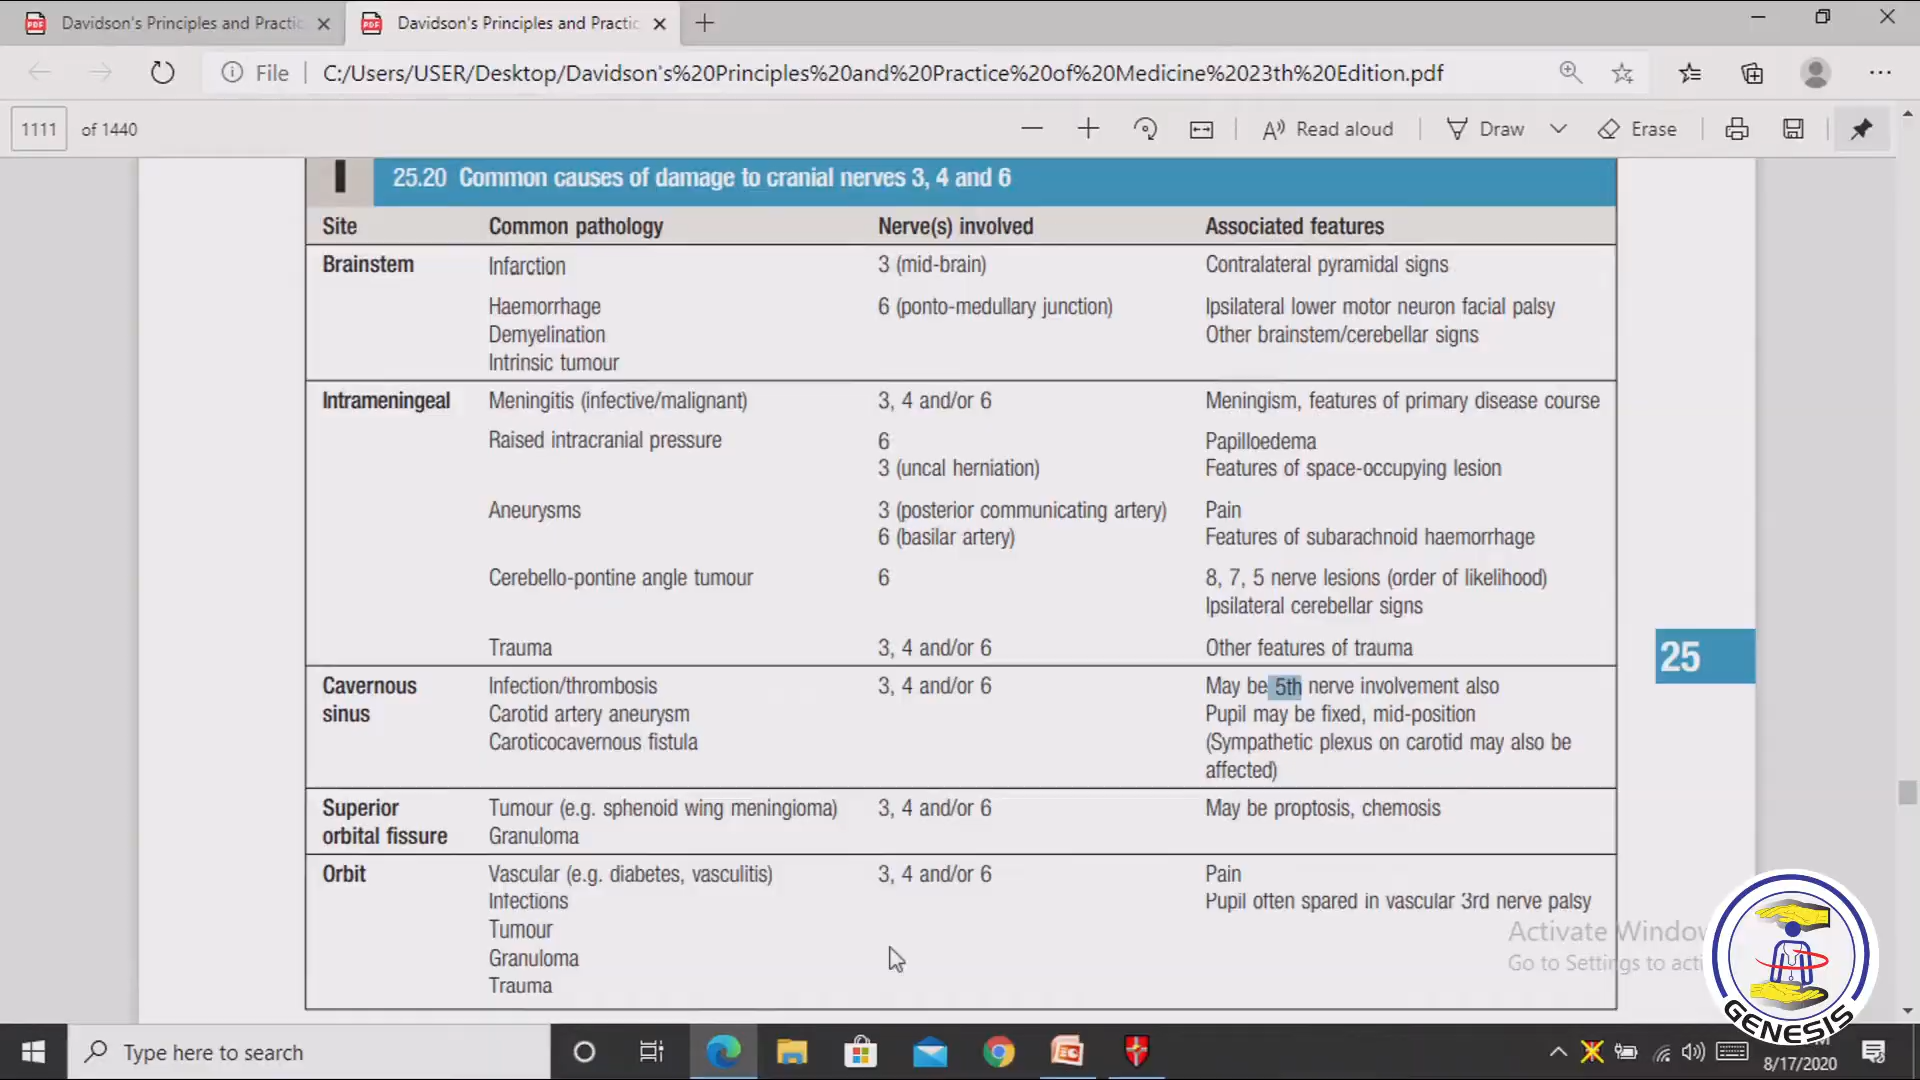 Davidson's Principles and Practic
Davidson's Principles and Practic
File
C:/Users/USER/Desktop/Davidson's%20Principles%20and%20Practice%20of%20Medicine%2023th%20Edition.pdf
1111 of 1440
Read aloud
Draw
Erase
25.20 Common causes of damage to cranial nerves 3, 4 and 6
Site Common pathology Nerve(s) involved Associated features
Brainstem Infarction 3 (mid-brain) Contralateral pyramidal signs
Haemorrhage 6 (ponto-medullary junction) Ipsilateral lower motor neuron facial palsy
Demyelination Other brainstem/cerebellar signs
Intrinsic tumour
Intrameningeal Meningitis (infective/malignant) 3, 4 and/or 6 Meningism, features of primary disease course
Raised intracranial pressure 6 Papilloedema
3 (uncal herniation) Features of space-occupying lesion
Aneurysms 3 (posterior communicating artery) Pain
6 (basilar artery) Features of subarachnoid haemorrhage
Cerebello-pontine angle tumour 6 8, 7, 5 nerve lesions (order of likelihood)
Ipsilateral cerebellar signs
Trauma 3, 4 and/or 6 Other features of trauma
25
Cavernous Infection/thrombosis 3, 4 and/or 6 May be 5th nerve involvement also
sinus Carotid artery aneurysm Pupil may be fixed, mid-position
Caroticocavernous fistula (Sympathetic plexus on carotid may also be
affected)
Superior Tumour (e.g. sphenoid wing meningioma) 3, 4 and/or 6 May be proptosis, chemosis
orbital fissure Granuloma
Orbit Vascular (e.g. diabetes, vasculitis) 3, 4 and/or 6 Pain
Infections Pupil often spared in vascular 3rd nerve palsy
Tumour
Granuloma
Trauma
Activate Window
Go to Settings to acti
GENESIS
Type here to search
8/17/2020